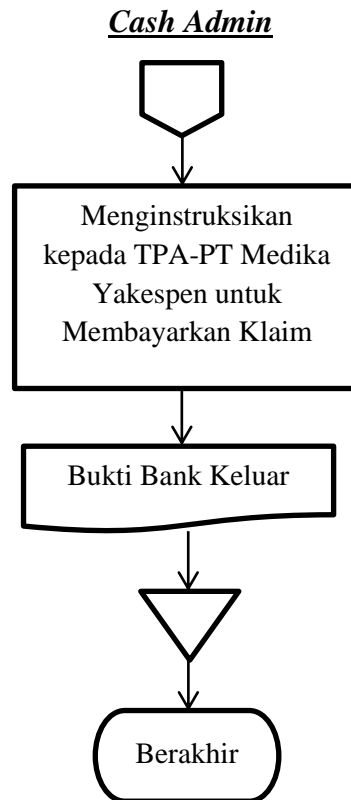 Cash Admin
Menginstruksikan
kepada TPA-PT Medika
Yakespen untuk
Membayarkan Klaim
Bukti Bank Keluar
Berakhir